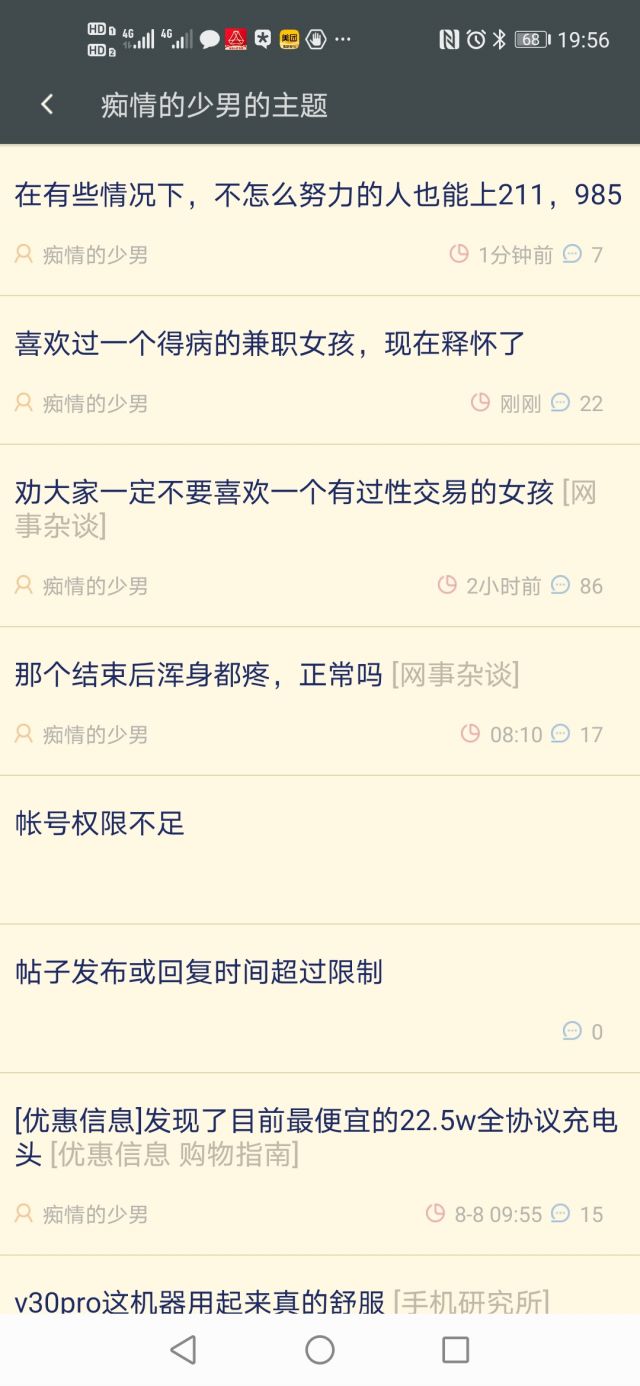 HD 1 4G 4G 美团 ··· 68 19:56
HD 2
痴情的少男的主题
在有些情况下，不怎么努力的人也能上211，985
痴情的少男 1分钟前 7
喜欢过一个得病的兼职女孩，现在释怀了
痴情的少男 刚刚 22
劝大家一定不要喜欢一个有过性交易的女孩 [网
事杂谈]
痴情的少男 2小时前 86
那个结束后浑身都疼，正常吗 [网事杂谈]
痴情的少男 08:10 17
帐号权限不足
帖子发布或回复时间超过限制
0
[优惠信息]发现了目前最便宜的22.5w全协议充电
头 [优惠信息 购物指南]
痴情的少男 8-8 09:55 15
v30pro这机器用起来真的舒服 [手机研究所]